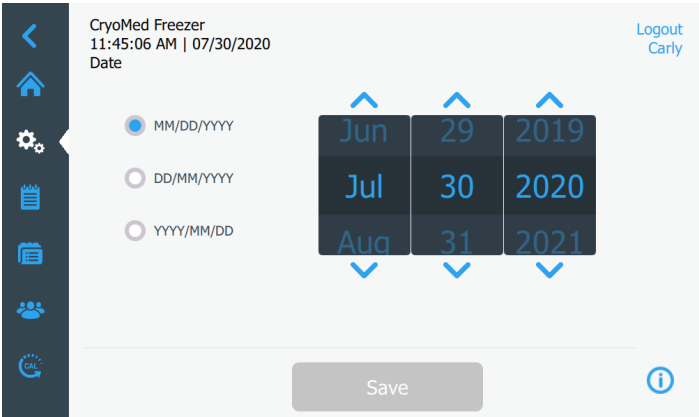 CryoMed Freezer
11:45:06 AM | 07/30/2020
Date
Logout
Carly
MM/DD/YYYY
DD/MM/YYYY
YYYY/MM/DD
Jun 29 2019
Jul 30 2020
Aug 31 2021
CAL
Save